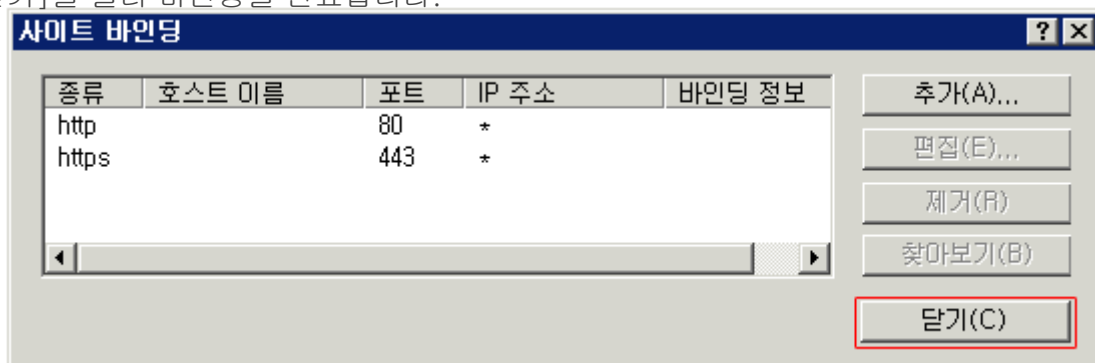 사이트 바인딩
종류 호스트 이름 포트 IP 주소 바인딩 정보
http 80 *
https 443 *
추가(A)...
편집(E)...
제거(R)
찾아보기(B)
닫기(C)